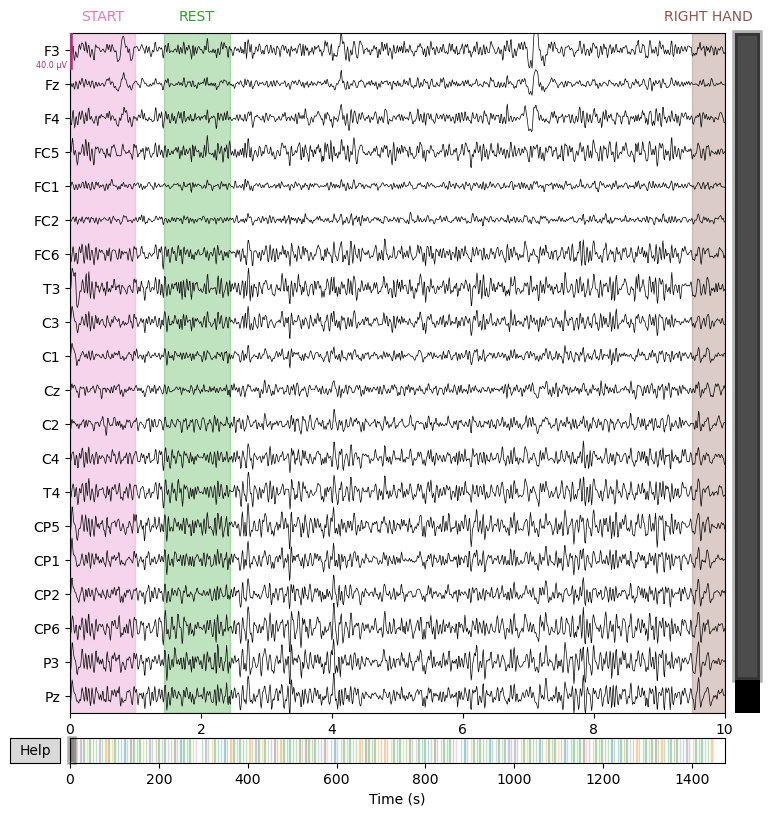 START REST RIGHT HAND
F3
40.0 µV
Fz
F4
FC5
FC1
FC2
FC6
T3
C3
C1
Cz
C2
C4
T4
CP5
CP1
CP2
CP6
P3
Pz
0 2 4 6 8 10
Help
0 200 400 600 800 1000 1200 1400
Time (s)